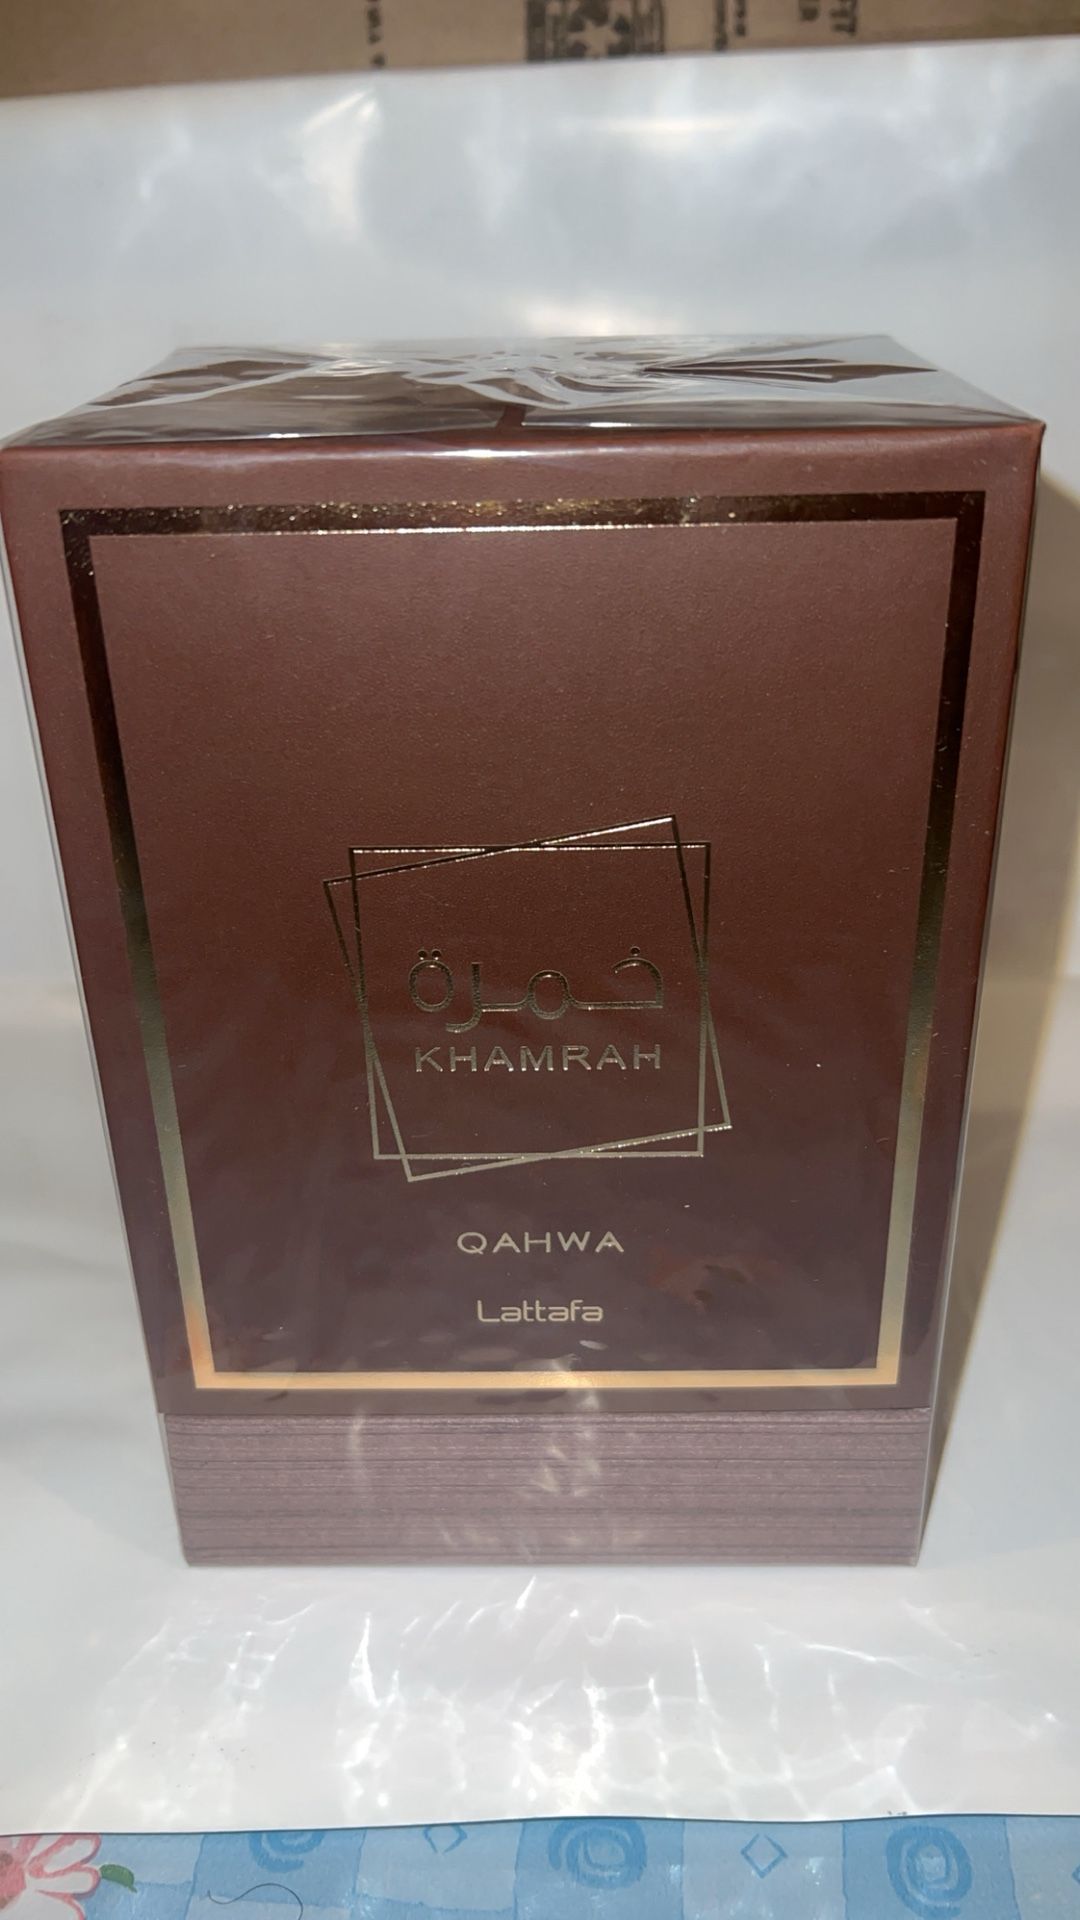 خمرة
KHAMRAH
QAHWA
Lattafa